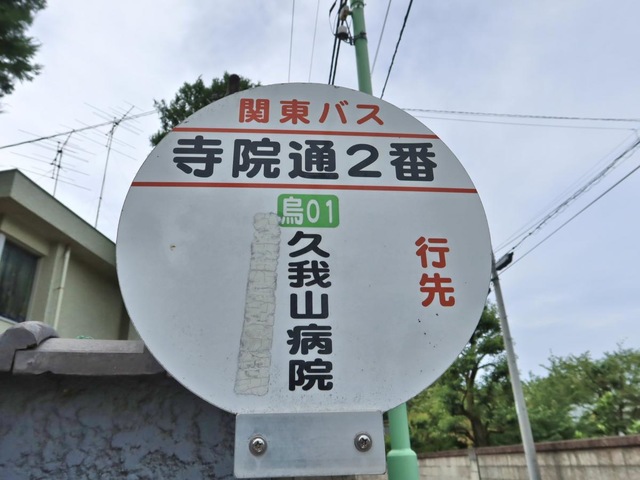 関東バス
寺院通2番
行先
烏01
久我山病院